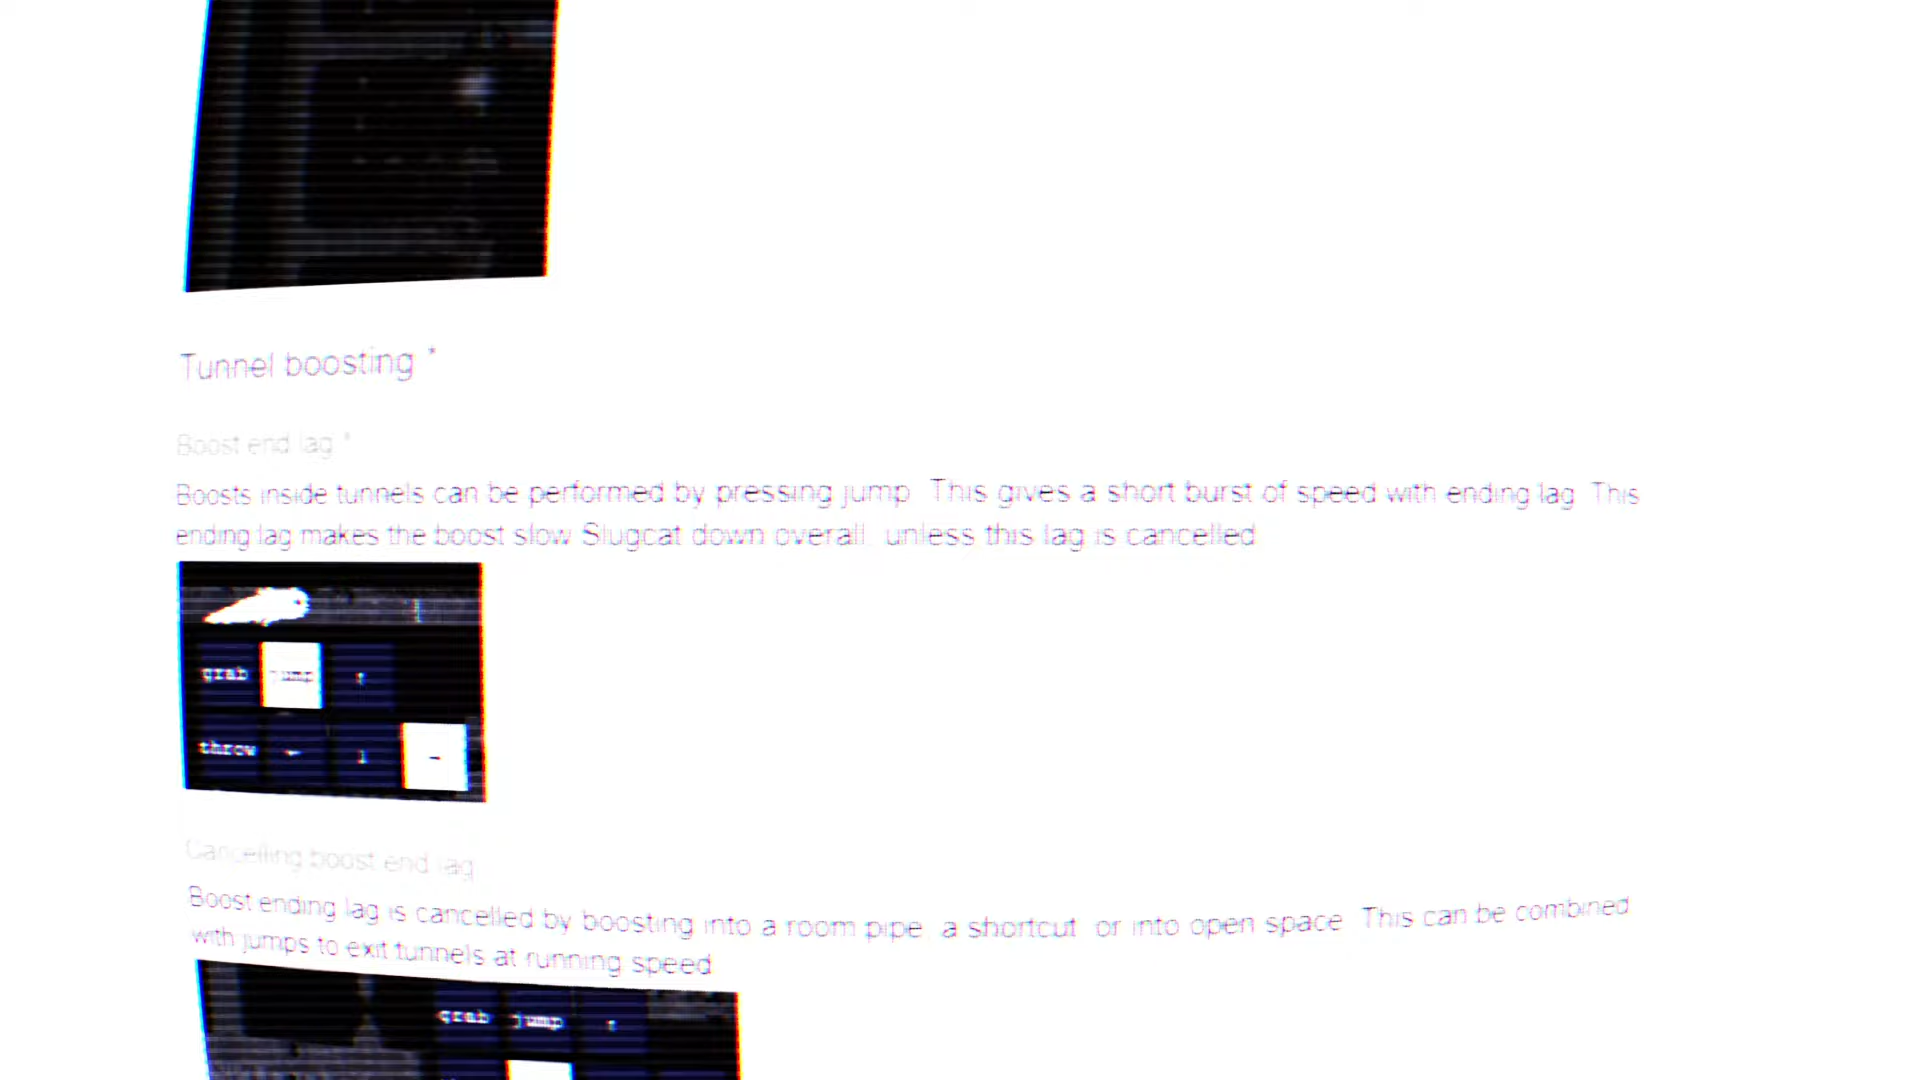 Tunnel boosting *
Boost end lag *
Boosts inside tunnels can be performed by pressing jump. This gives a short burst of speed with ending lag. This
ending lag makes the boost slow Slugcat down overall, unless this lag is cancelled.
grab jump ↑
throw ← ↓ →
Cancelling boost end lag
Boost ending lag is cancelled by boosting into a room pipe, a shortcut, or into open space. This can be combined
with jumps to exit tunnels at running speed.
grab jump ↑